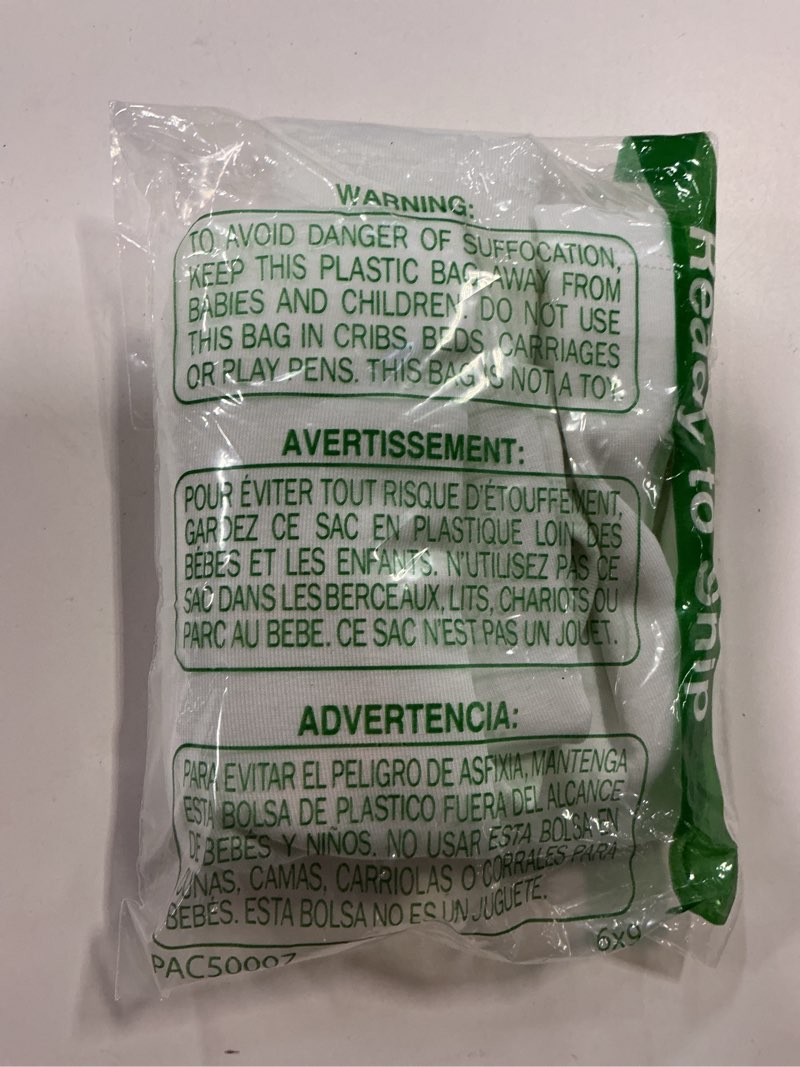 WARNING:
TO AVOID DANGER OF SUFFOCATION,
KEEP THIS PLASTIC BAG AWAY FROM
BABIES AND CHILDREN. DO NOT USE
THIS BAG IN CRIBS, BEDS, CARRIAGES
OR PLAY PENS. THIS BAG IS NOT A TOY.
AVERTISSEMENT:
POUR ÉVITER TOUT RISQUE D'ÉTOUFFEMENT,
GARDEZ CE SAC EN PLASTIQUE LOIN DES
BÉBÉS ET LES ENFANTS. N'UTILISEZ PAS CE
SAC DANS LES BERCEAUX, LITS, CHARIOTS OU
PARC AU BEBE. CE SAC N'EST PAS UN JOUET.
ADVERTENCIA:
PARA EVITAR EL PELIGRO DE ASFIXIA, MANTENGA
ESTA BOLSA DE PLASTICO FUERA DEL ALCANCE
DE BEBÉS Y NIÑOS. NO USAR ESTA BOLSA EN
CUNAS, CAMAS, CARRIOLAS O CORRALES PARA
BEBÉS. ESTA BOLSA NO ES UN JUGUETE.
PAC50007
6x9
Ready to Ship